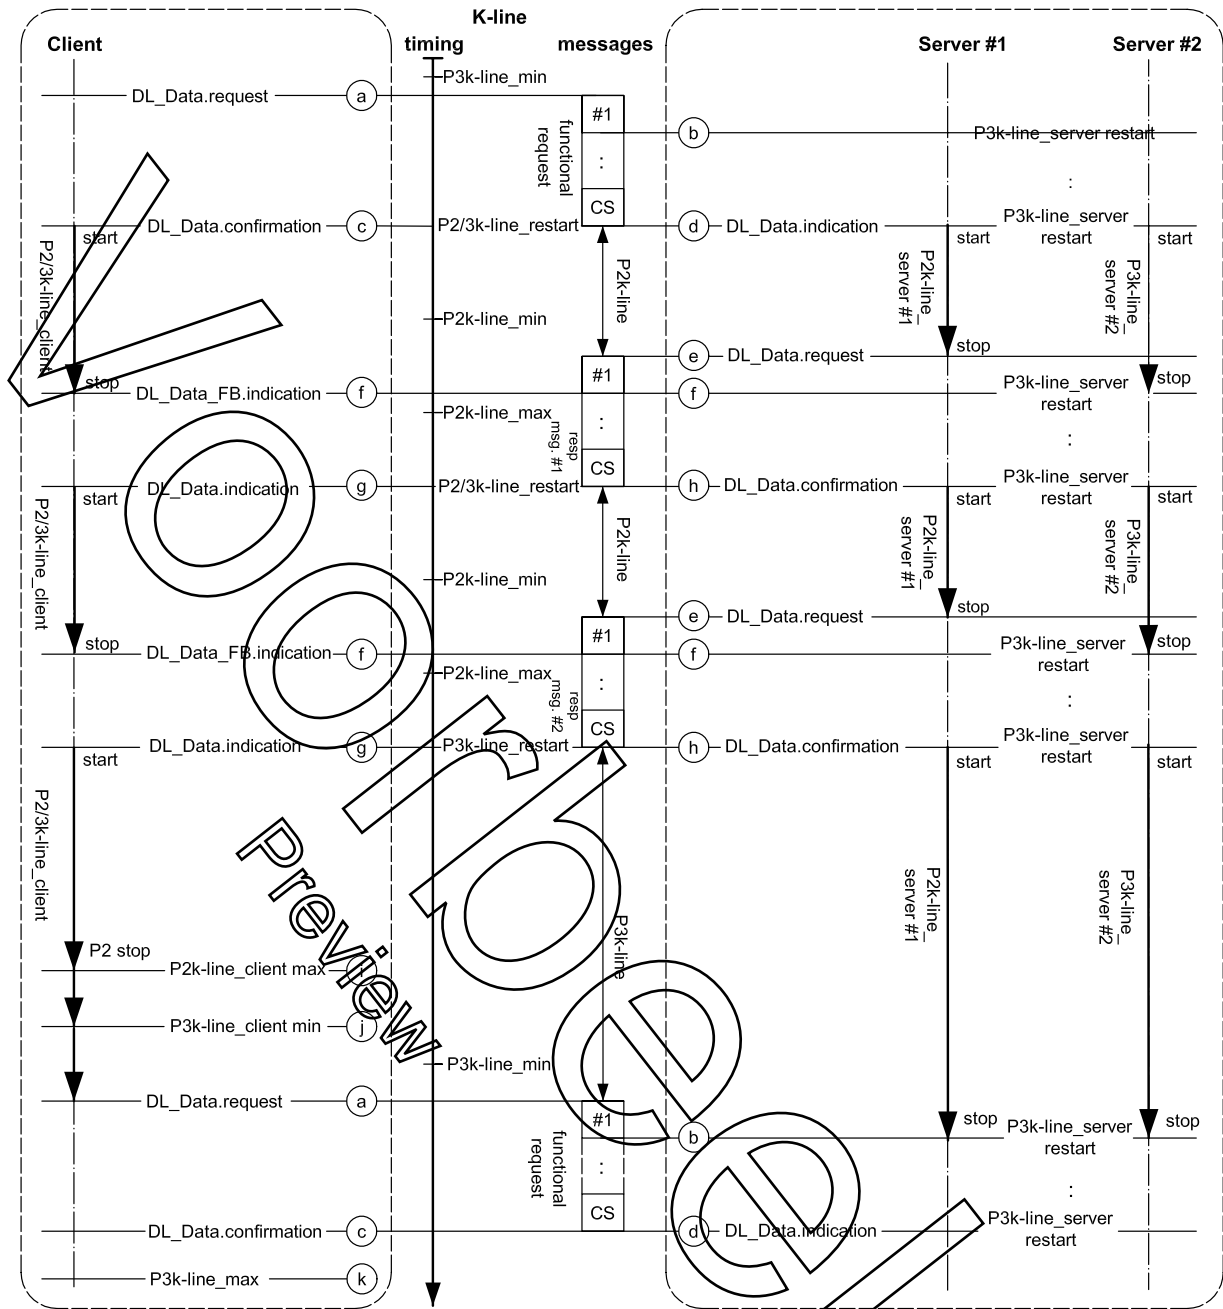 K-line
Client timing messages Server #1 Server #2
P3k-line_min
DL_Data.request a #1
b P3k-line_server restart
functional
request
:
:
CS
DL_Data.confirmation c P2/3k-line_restart d DL_Data.indication P3k-line_server
restart
start start start
P2/3k-line_client
P2k-line
P2k-line_
server #1
P3k-line_
server #2
P2k-line_min
e DL_Data.request
stop
#1
stop stop
DL_Data_FB.indication f f P3k-line_server
restart
P2k-line_max
:
:
resp
msg. #1
CS
DL_Data.indication g P2/3k-line_restart h DL_Data.confirmation P3k-line_server
restart
start start start
P2/3k-line_client
P2k-line
P2k-line_
server #1
P3k-line_
server #2
P2k-line_min
e DL_Data.request
stop
#1
stop stop
DL_Data_FB.indication f f P3k-line_server
restart
P2k-line_max
:
:
resp
msg. #2
CS
DL_Data.indication g P3k-line_restart h DL_Data.confirmation P3k-line_server
restart
start start start
P2/3k-line_client
P3k-line
P2k-line_
server #1
P3k-line_
server #2
P2 stop
P2k-line_client max i
P3k-line_client min j
P3k-line_min
DL_Data.request a #1
stop stop
b P3k-line_server
restart
functional
request
:
:
CS
DL_Data.confirmation c d DL_Data.indication P3k-line_server
restart
P3k-line_max k
Voorbeeld
Preview